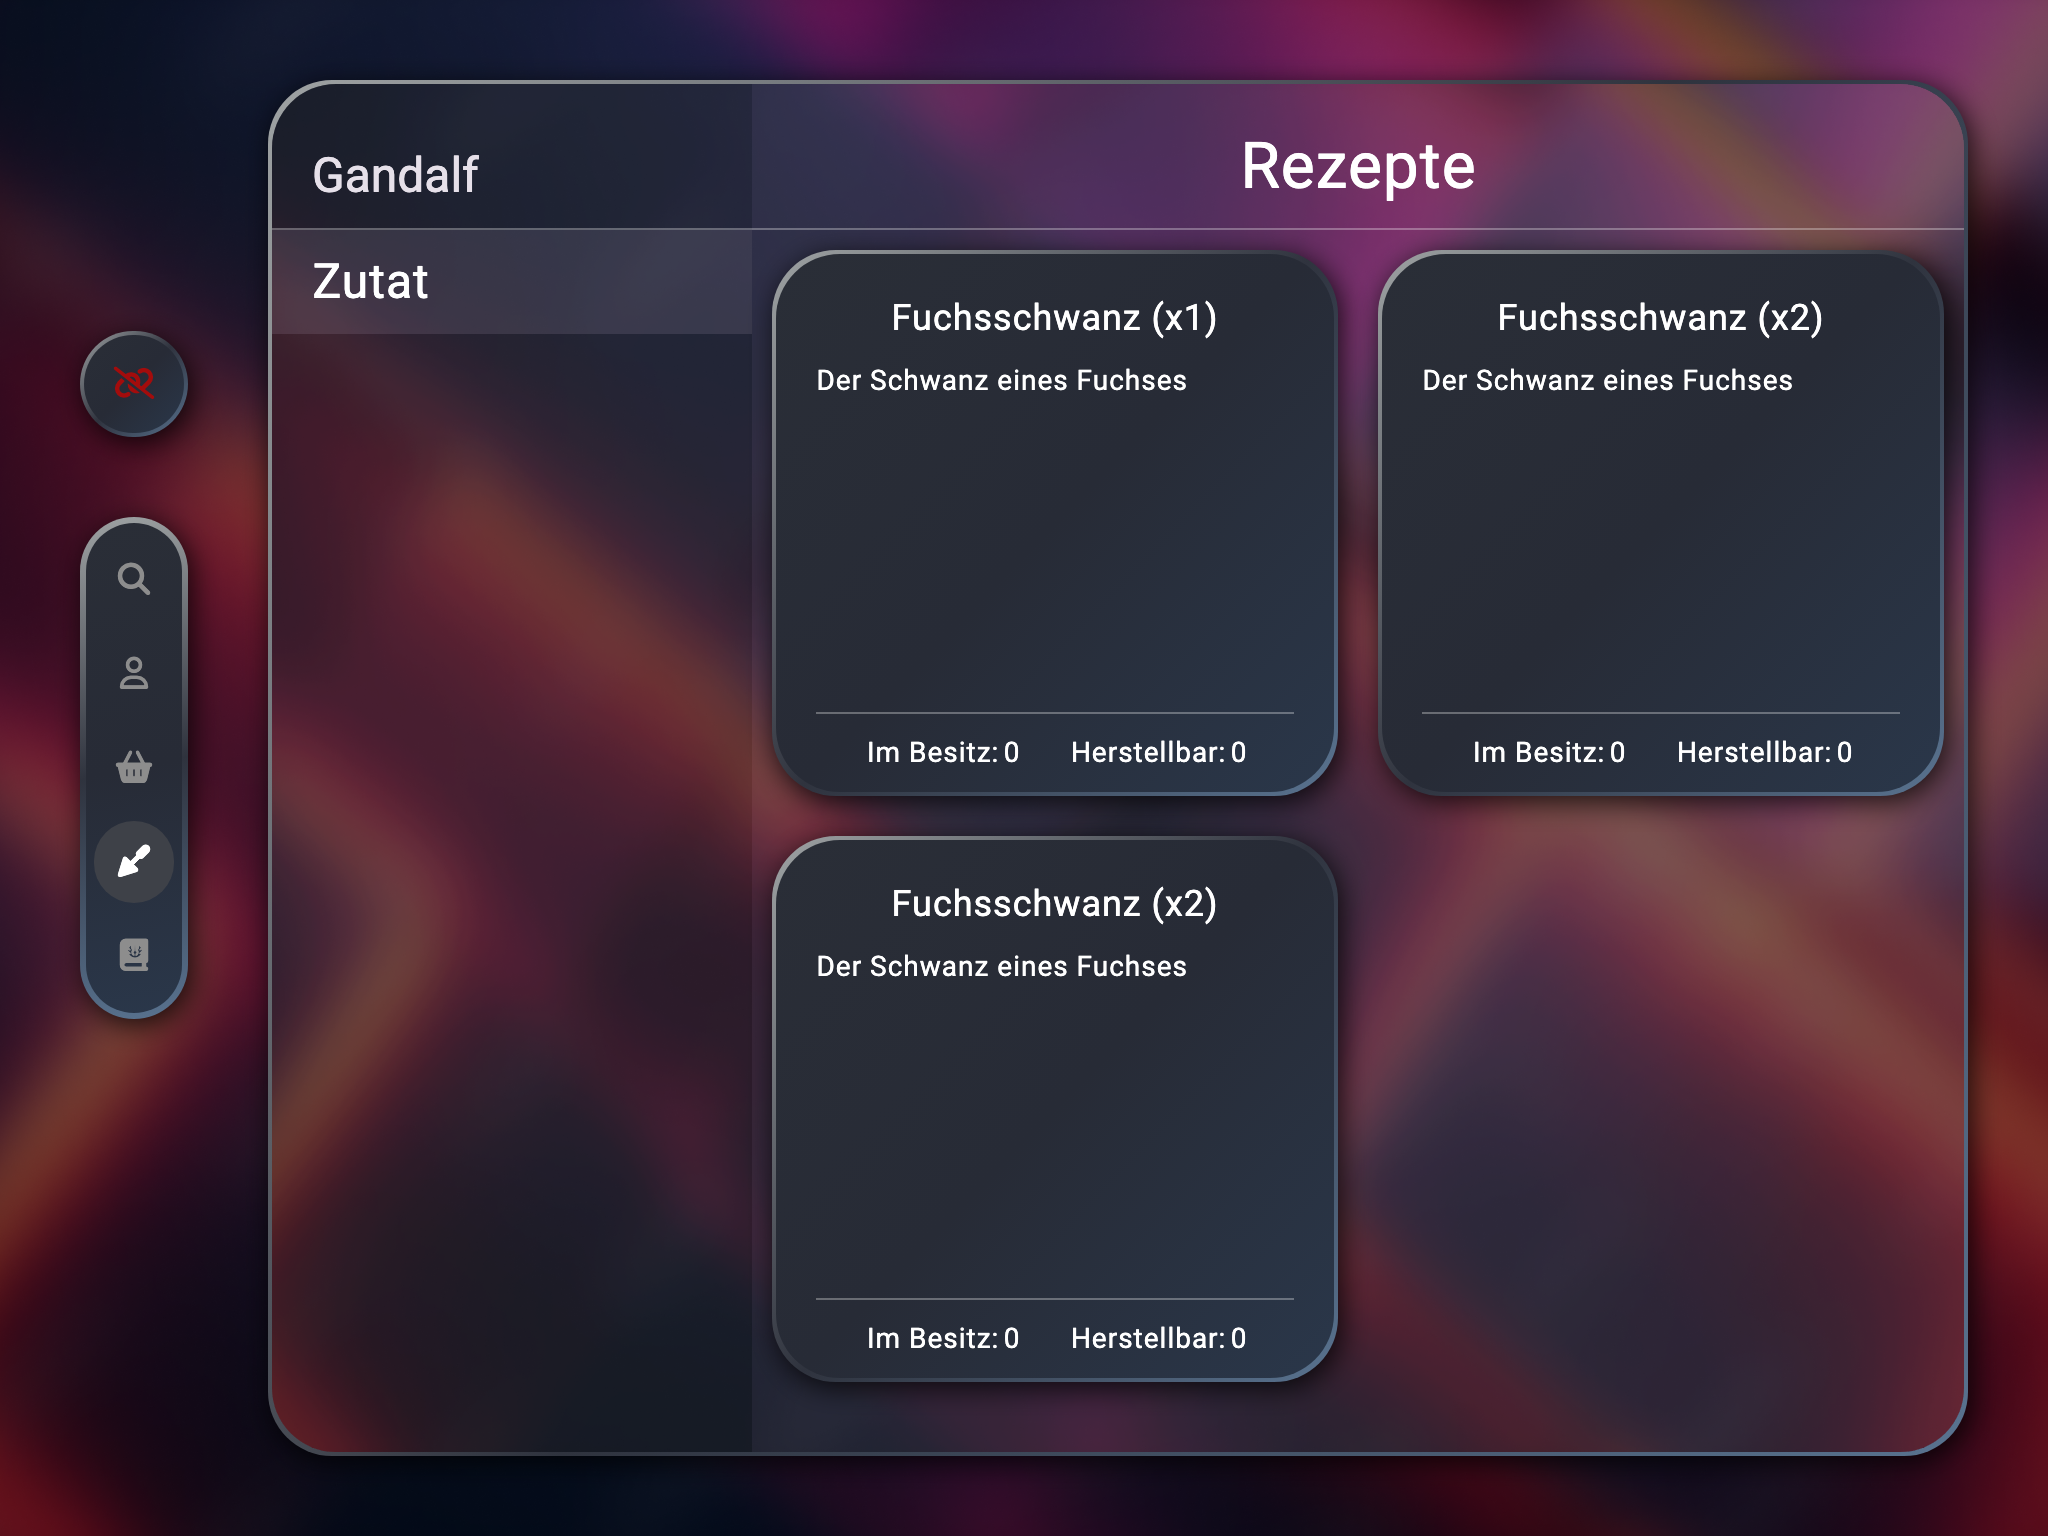 Gandalf
Rezepte
Zutat
Fuchsschwanz (x1)
Der Schwanz eines Fuchses
Im Besitz: 0 Herstellbar: 0
Fuchsschwanz (x2)
Der Schwanz eines Fuchses
Im Besitz: 0 Herstellbar: 0
Fuchsschwanz (x2)
Der Schwanz eines Fuchses
Im Besitz: 0 Herstellbar: 0